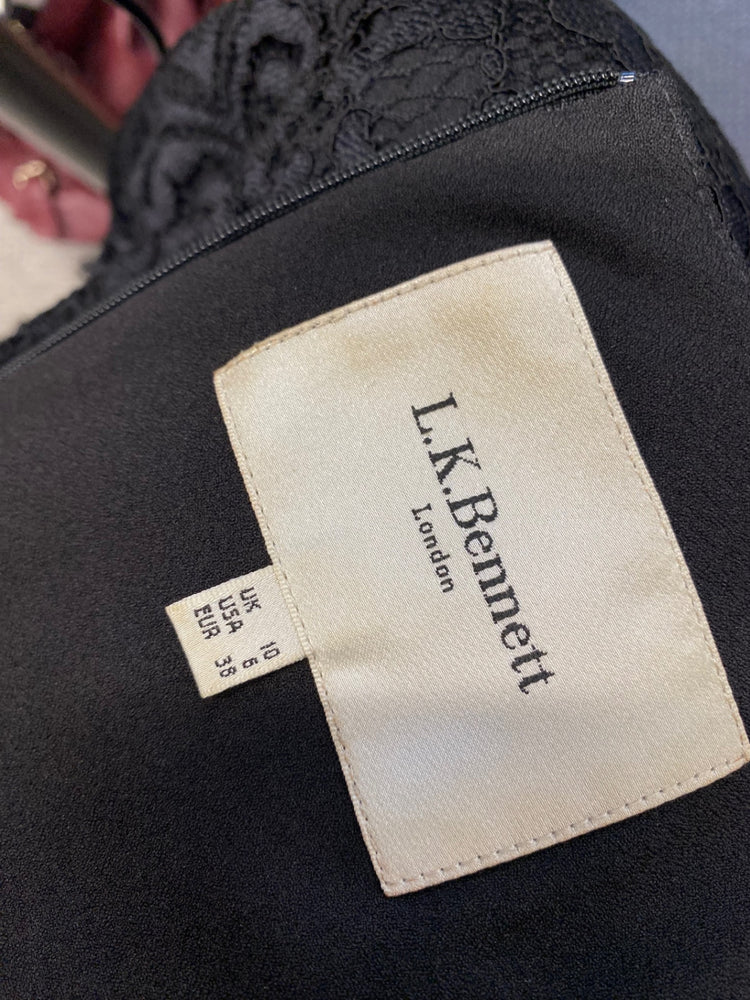 L.K.Bennett
London
UK 10
USA 6
EUR 38